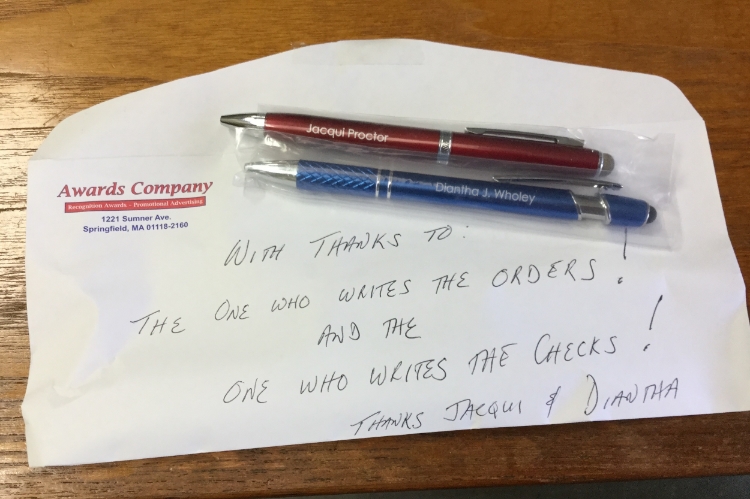 Jacqui Proctor
Diantha J. Wholey
Awards Company
Recognition Awards - Promotional Advertising
1221 Sumner Ave.
Springfield, MA 01118-2160
WITH THANKS TO:
THE ONE WHO WRITES THE ORDERS!
AND THE
ONE WHO WRITES THE CHECKS!
THANKS JACQUI & DIANTHA